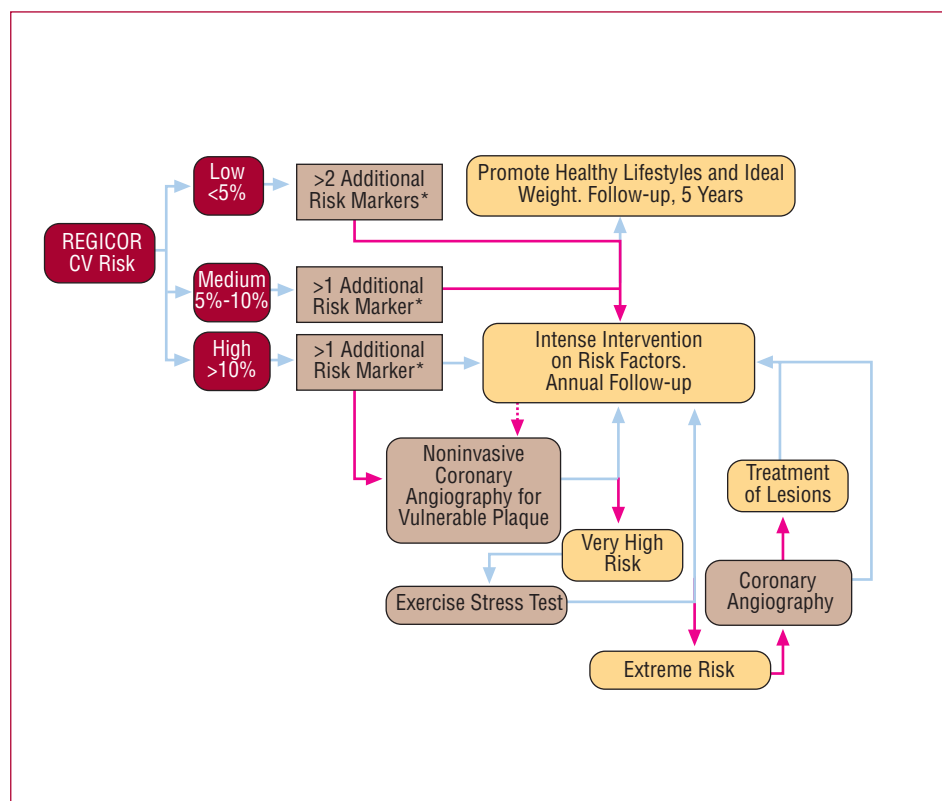 REGICOR
CV Risk
Low
<5%
>2 Additional
Risk Markers*
Promote Healthy Lifestyles and Ideal
Weight. Follow-up, 5 Years
Medium
5%-10%
>1 Additional
Risk Marker*
High
>10%
>1 Additional
Risk Marker*
Intense Intervention
on Risk Factors.
Annual Follow-up
Noninvasive
Coronary
Angiography for
Vulnerable Plaque
Very High
Risk
Exercise Stress Test
Treatment
of Lesions
Coronary
Angiography
Extreme Risk